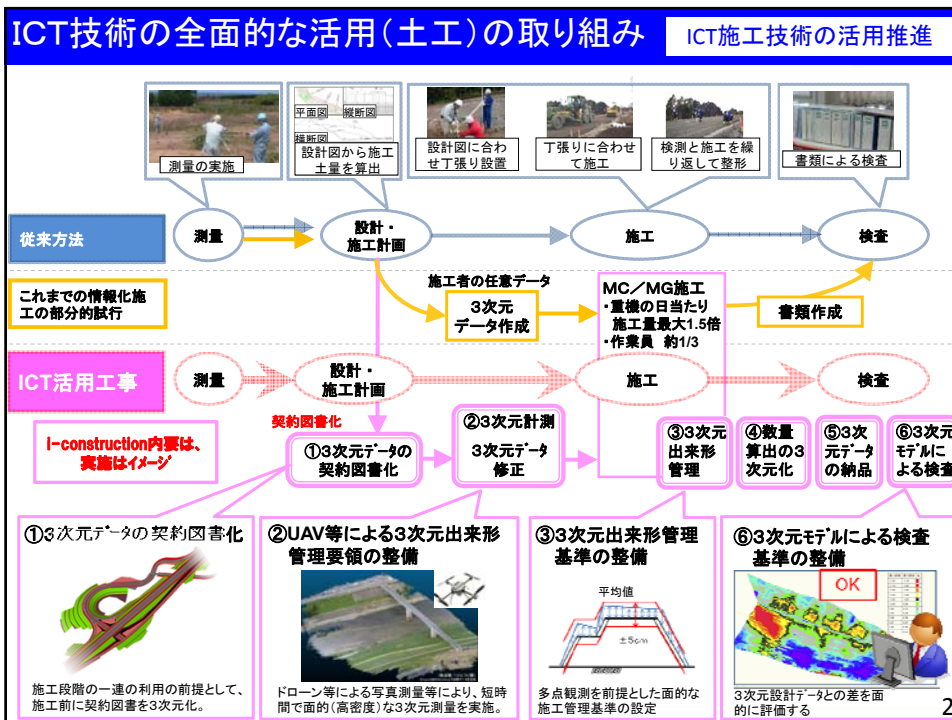 ICT技術の全面的な活用(土工)の取り組み
ICT施工技術の活用推進
測量の実施
平面図
縦断図
横断図
設計図から施工
土量を算出
設計図に合わ
せ丁張り設置
丁張りに合わせ
て施工
検測と施工を繰
り返して整形
書類による検査
従来方法
測量
設計・
施工計画
施工
検査
これまでの情報化施
工の部分的試行
施工者の任意データ
3次元
データ作成
MC/MG施工
・重機の日当たり
施工量最大1.5倍
・作業員 約1/3
書類作成
ICT活用工事
測量
設計・
施工計画
施工
検査
i-construction内要は、
実施はイメージ
契約図書化
①3次元データの
契約図書化
②3次元計測
3次元データ
修正
③3次元
出来形
管理
④数量
算出の3
次元化
⑤3次
元データ
の納品
⑥3次元
モデルに
よる検査
①3次元データの契約図書化
施工段階の一連の利用の前提として、
施工前に契約図書を3次元化。
②UAV等による3次元出来形
管理要領の整備
ドローン等による写真測量等により、短時
間で面的(高密度)な3次元測量を実施。
③3次元出来形管理
基準の整備
平均値
±5cm
多点観測を前提とした面的な
施工管理基準の設定
⑥3次元モデルによる検査
基準の整備
OK
3次元設計データとの差を面
的に評価する
2